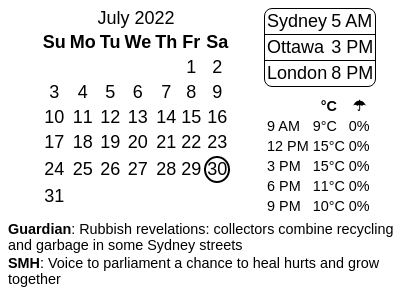 July 2022
Su Mo Tu We Th Fr Sa
1 2
3 4 5 6 7 8 9
10 11 12 13 14 15 16
17 18 19 20 21 22 23
24 25 26 27 28 29 30
31
Sydney 5 AM
Ottawa 3 PM
London 8 PM
°C ☂
9 AM 9°C 0%
12 PM 15°C 0%
3 PM 15°C 0%
6 PM 11°C 0%
9 PM 10°C 0%
Guardian: Rubbish revelations: collectors combine recycling
and garbage in some Sydney streets
SMH: Voice to parliament a chance to heal hurts and grow
together